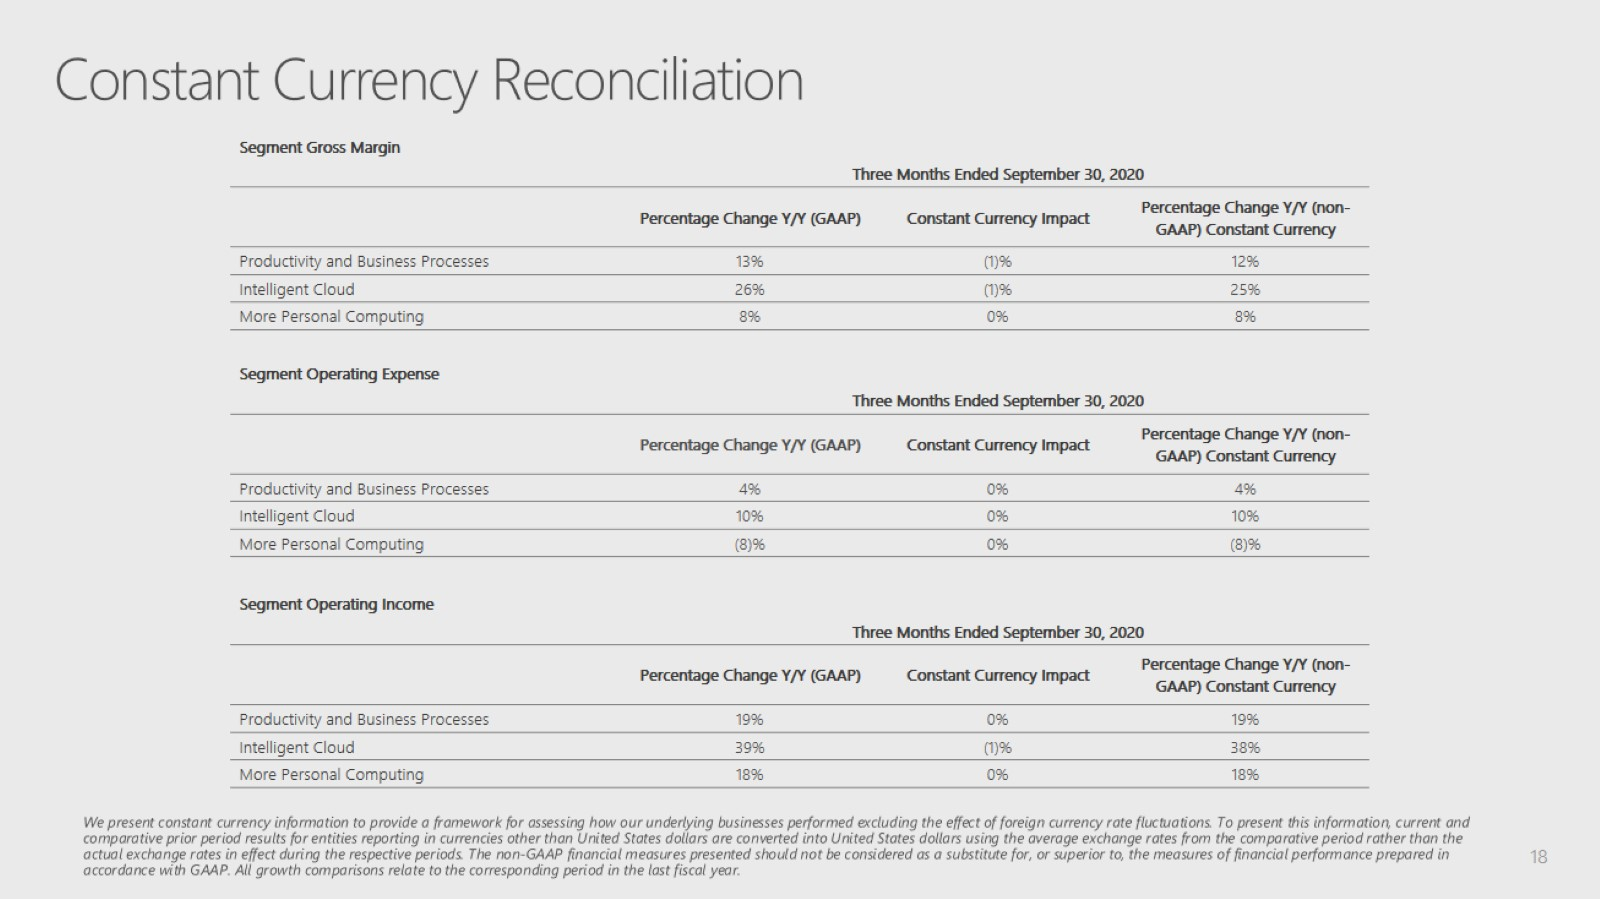 Constant Currency Reconciliation
Segment Gross Margin
Three Months Ended September 30, 2020
Percentage Change Y/Y (GAAP) Constant Currency Impact Percentage Change Y/Y (non-
GAAP) Constant Currency
Productivity and Business Processes 13% (1)% 12%
Intelligent Cloud 26% (1)% 25%
More Personal Computing 8% 0% 8%
Segment Operating Expense
Three Months Ended September 30, 2020
Percentage Change Y/Y (GAAP) Constant Currency Impact Percentage Change Y/Y (non-
GAAP) Constant Currency
Productivity and Business Processes 4% 0% 4%
Intelligent Cloud 10% 0% 10%
More Personal Computing (8)% 0% (8)%
Segment Operating Income
Three Months Ended September 30, 2020
Percentage Change Y/Y (GAAP) Constant Currency Impact Percentage Change Y/Y (non-
GAAP) Constant Currency
Productivity and Business Processes 19% 0% 19%
Intelligent Cloud 39% (1)% 38%
More Personal Computing 18% 0% 18%
We present constant currency information to provide a framework for assessing how our underlying businesses performed excluding the effect of foreign currency rate fluctuations. To present this information, current and
comparative prior period results for entities reporting in currencies other than United States dollars are converted into United States dollars using the average exchange rates from the comparative period rather than the
actual exchange rates in effect during the respective periods. The non-GAAP financial measures presented should not be considered as a substitute for, or superior to, the measures of financial performance prepared in
accordance with GAAP. All growth comparisons relate to the corresponding period in the last fiscal year.
18